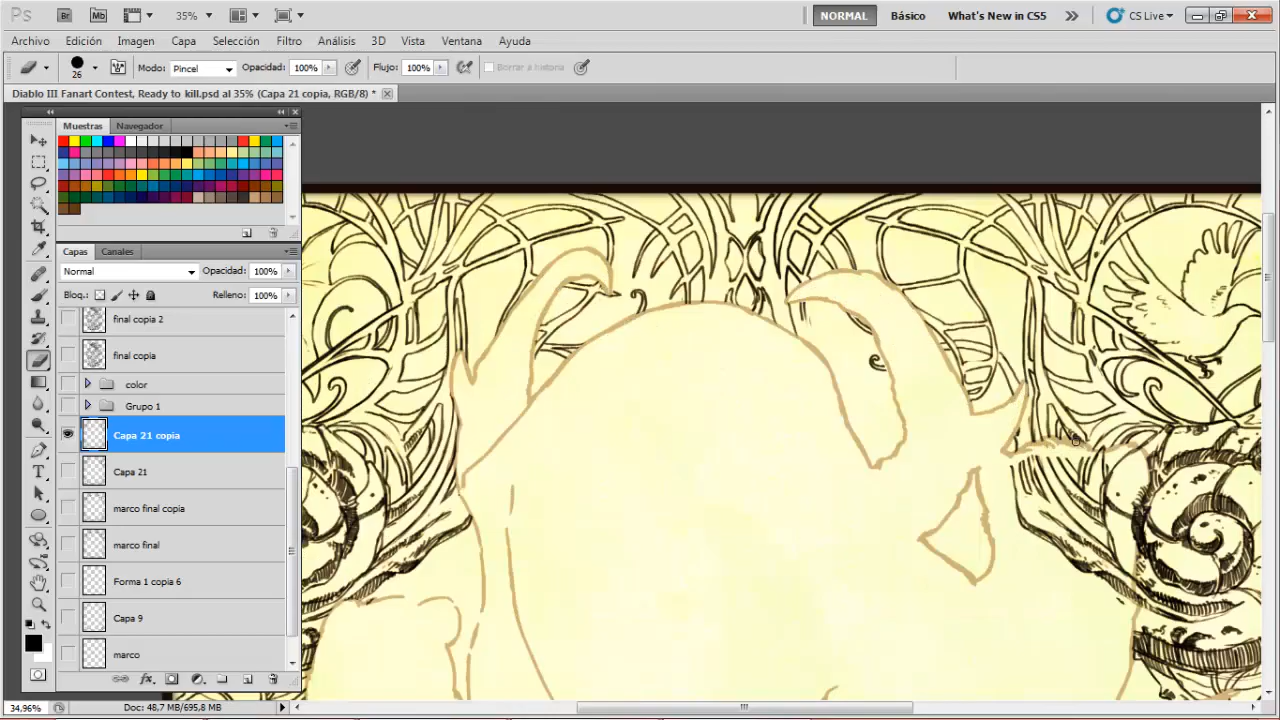 Ps Br Mb 35% NORMAL Básico What's New in CS5 CS Live
Archivo Edición Imagen Capa Selección Filtro Análisis 3D Vista Ventana Ayuda
26 Modo: Pincel Opacidad: 100% Flujo: 100% Borrar a historia
Diablo III Fanart Contest, Ready to kill.psd al 35% (Capa 21 copia, RGB/8) *
Muestras Navegador
Capas Canales
Normal Opacidad: 100%
Bloq.: Relleno: 100%
final copia 2
final copia
color
Grupo 1
Capa 21 copia
Capa 21
marco final copia
marco final
Forma 1 copia 6
Capa 9
marco
34,96% Doc: 48,7 MB/695,8 MB